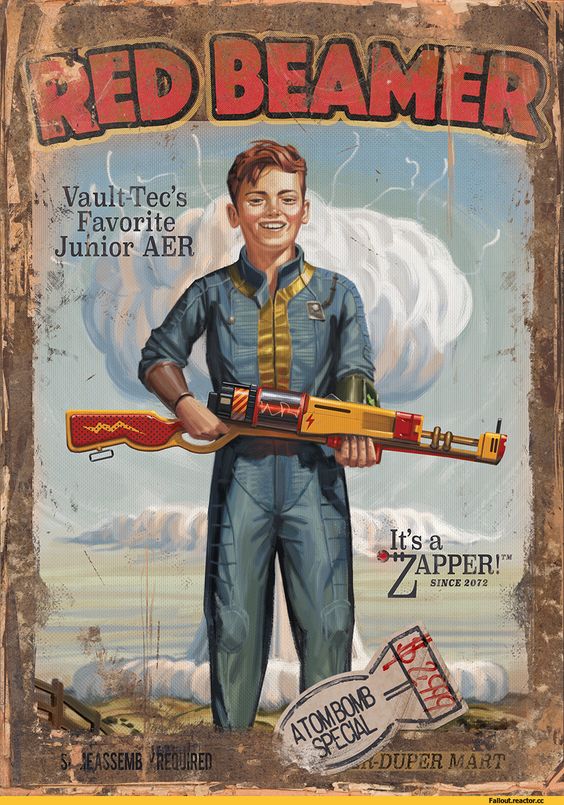 RED BEAMER
Vault-Tec's
Favorite
Junior AER
It's a
ZAPPER!™
SINCE 2072
$2599
ATOM BOMB
SPECIAL
REQUIRED
-DUPER MART
Fallout.reactor.cc